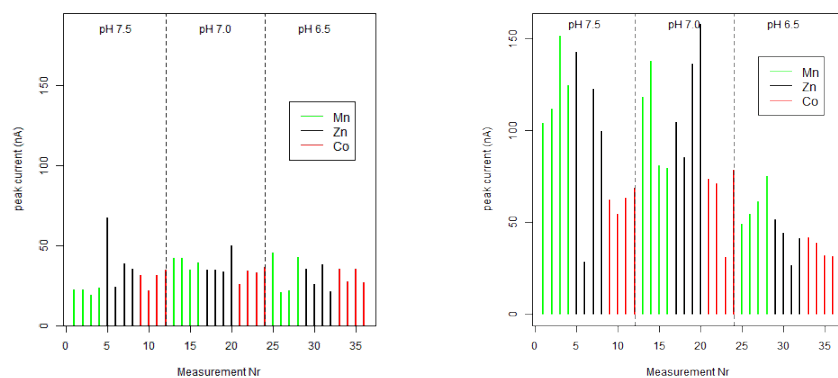 pH 7.5 pH 7.0 pH 6.5
peak current (nA)
150
100
50
0
Mn
Zn
Co
0 5 10 15 20 25 30 35
Measurement Nr
pH 7.5 pH 7.0 pH 6.5
peak current (nA)
150
100
50
0
Mn
Zn
Co
0 5 10 15 20 25 30 35
Measurement Nr